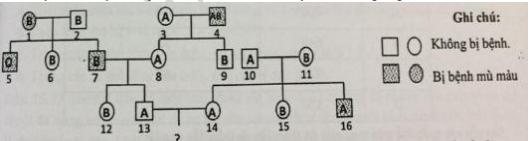 Ghi chú:
B B A AB
1 2 3 4
Không bị bệnh.
O B B A B A B
5 6 7 8 9 10 11
Bị bệnh mù màu
B A A B A
12 13 14 15 16
?